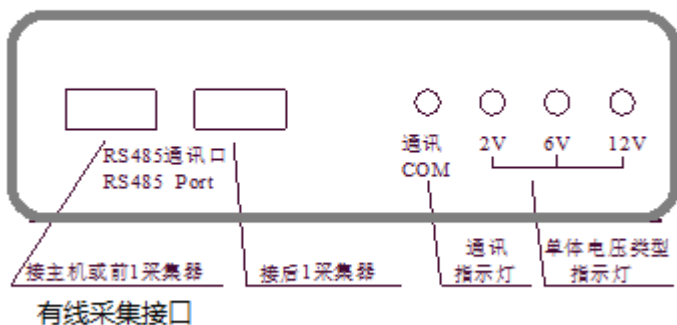 RS485通讯口
RS485 Port
通讯
COM
2V
6V
12V
接主机或前1采集器
接后1采集器
通讯
指示灯
单体电压类型
指示灯
有线采集接口